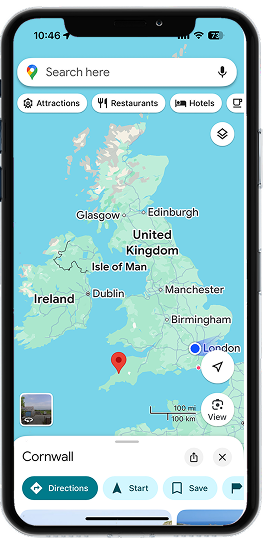 10:46
73
Search here
Attractions
Restaurants
Hotels
Glasgow
Edinburgh
United
Kingdom
Isle of Man
Ireland
Dublin
Manchester
Birmingham
London
100 mi
100 km
View
Cornwall
Directions
Start
Save